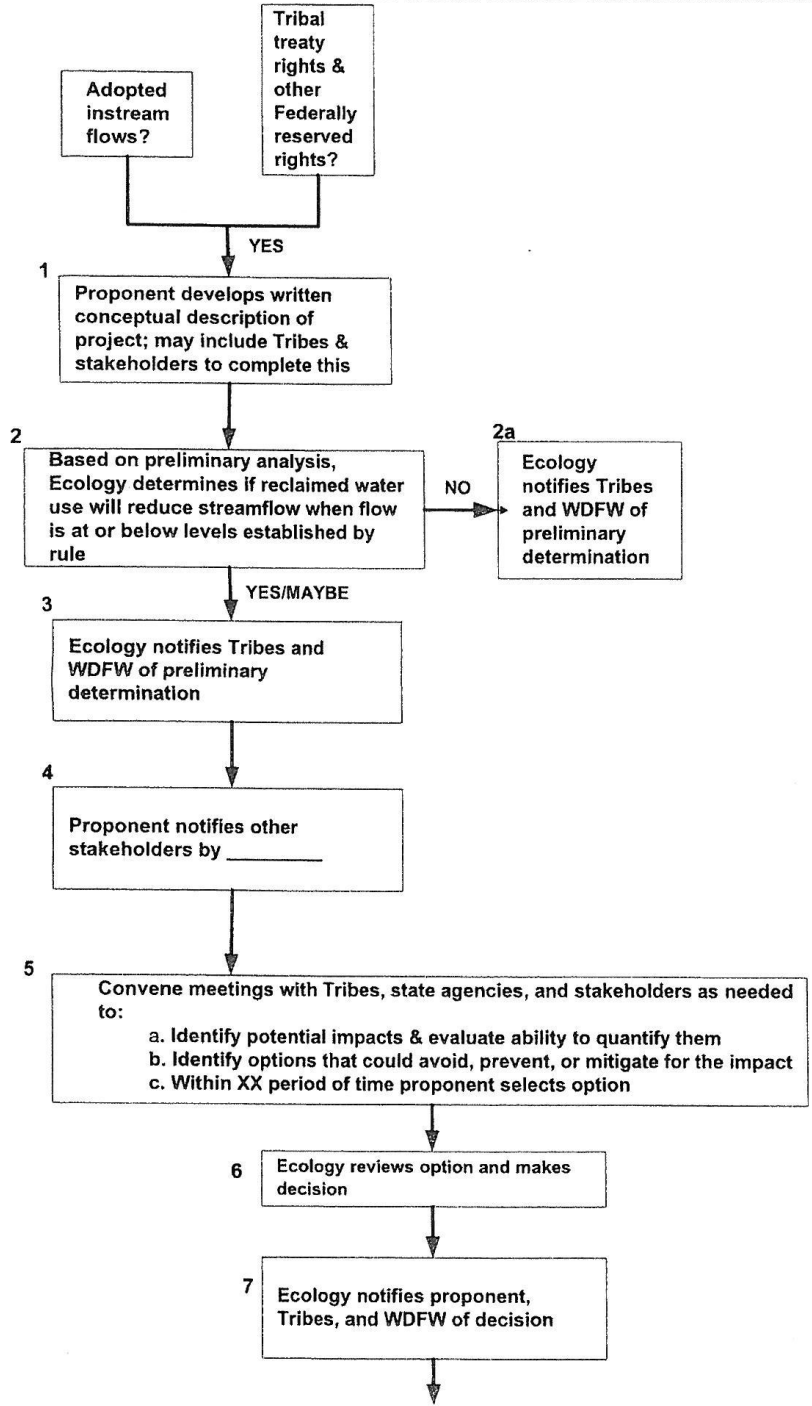 Tribal
treaty
rights &
other
Federally
reserved
rights?
Adopted
instream
flows?
YES
1
Proponent develops written
conceptual description of
project; may include Tribes &
stakeholders to complete this
2
Based on preliminary analysis,
Ecology determines if reclaimed water
use will reduce streamflow when flow
is at or below levels established by
rule
NO
2a
Ecology
notifies Tribes
and WDFW of
preliminary
determination
YES/MAYBE
3
Ecology notifies Tribes and
WDFW of preliminary
determination
4
Proponent notifies other
stakeholders by __________
5
Convene meetings with Tribes, state agencies, and stakeholders as needed
to:
a. Identify potential impacts & evaluate ability to quantify them
b. Identify options that could avoid, prevent, or mitigate for the impact
c. Within XX period of time proponent selects option
6
Ecology reviews option and makes
decision
7
Ecology notifies proponent,
Tribes, and WDFW of decision